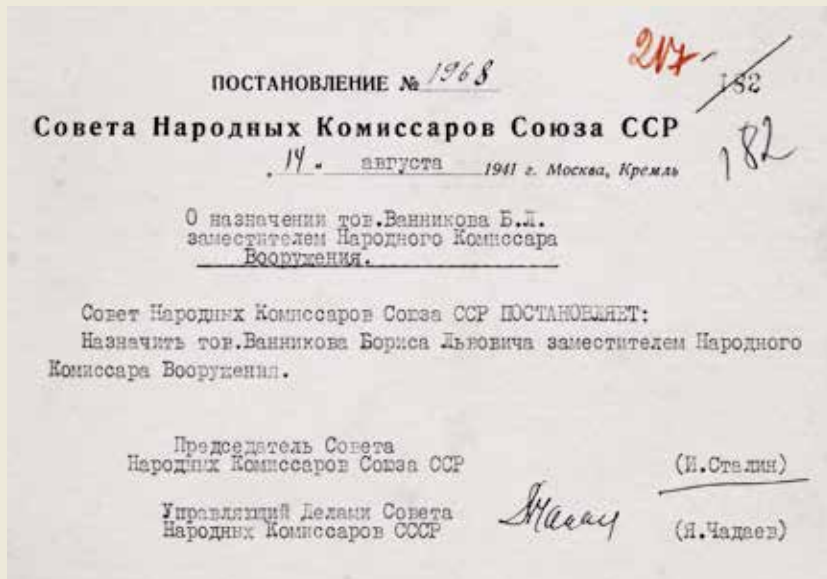 217-
182
ПОСТАНОВЛЕНИЕ № 1968
182
Совета Народных Комиссаров Союза ССР
„14" августа 1941 г. Москва, Кремль
О назначении тов.Ванникова Б.Л.
заместителем Народного Комиссара
Вооружения.
Совет Народных Комиссаров Союза ССР ПОСТАНОВЛЯЕТ:
Назначить тов.Ванникова Бориса Львовича заместителем Народного
Комиссара Вооружения.
Председатель Совета
Народных Комиссаров Союза ССР (И.Сталин)
Управляющий Делами Совета
Народных Комиссаров СССР (Я.Чадаев)